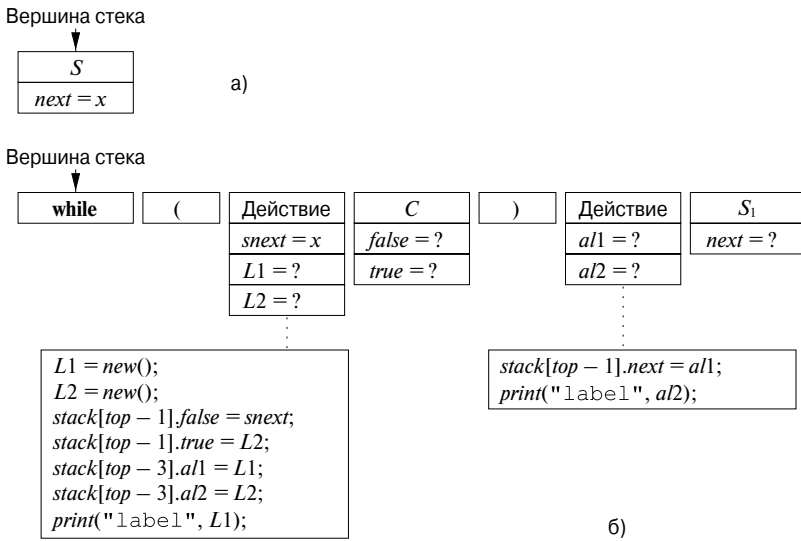 Вершина стека
S
next = x
а)
Вершина стека
while ( Действие C ) Действие S₁
snext = x false = ? al1 = ? next = ?
L1 = ? true = ? al2 = ?
L2 = ?
L1 = new();
L2 = new();
stack[top − 1].false = snext;
stack[top − 1].true = L2;
stack[top − 3].al1 = L1;
stack[top − 3].al2 = L2;
print("label", L1);
stack[top − 1].next = al1;
print("label", al2);
б)